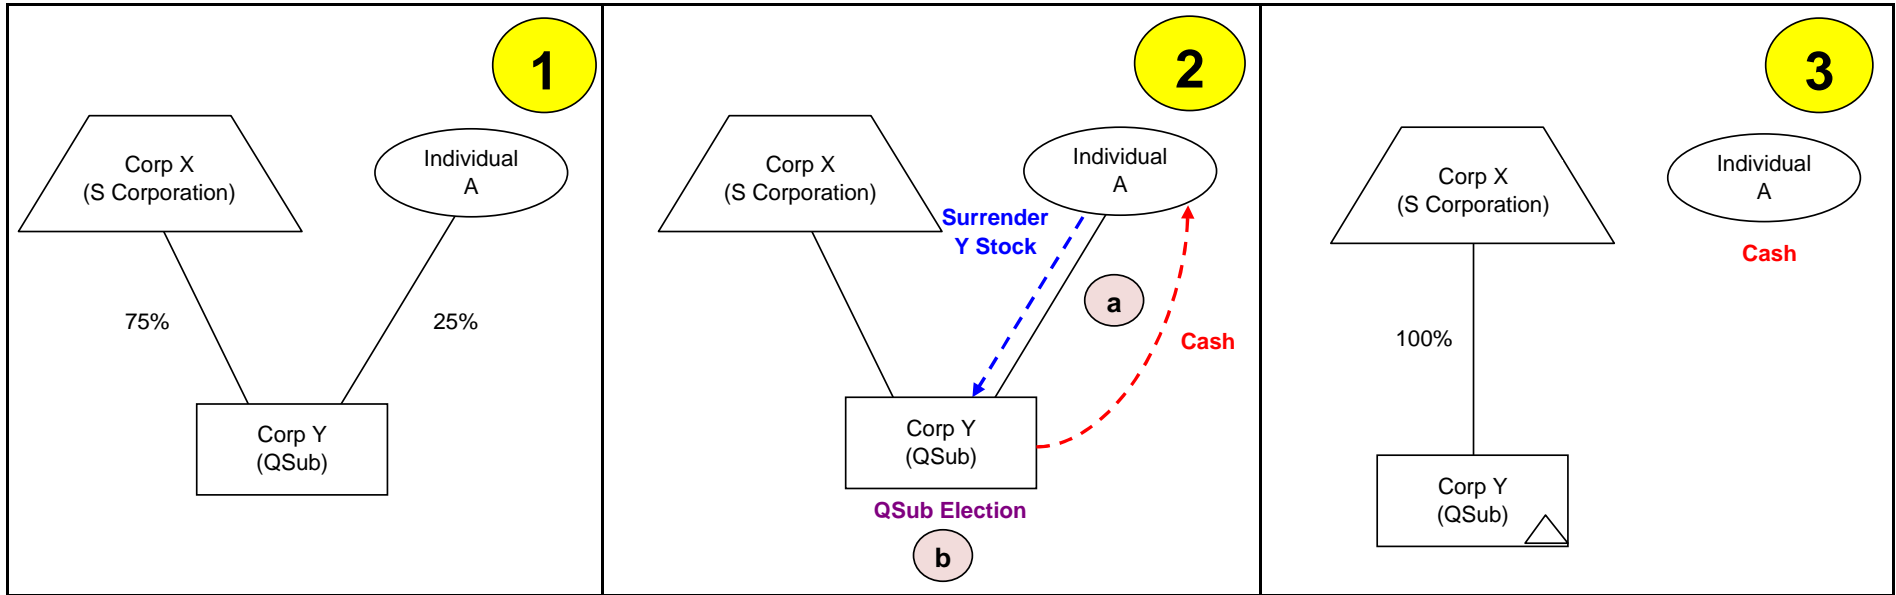 1
Corp X
(S Corporation)
Individual
A
75%
25%
Corp Y
(QSub)
2
Corp X
(S Corporation)
Individual
A
Surrender
Y Stock
a
Cash
Corp Y
(QSub)
QSub Election
b
3
Corp X
(S Corporation)
Individual
A
Cash
100%
Corp Y
(QSub)